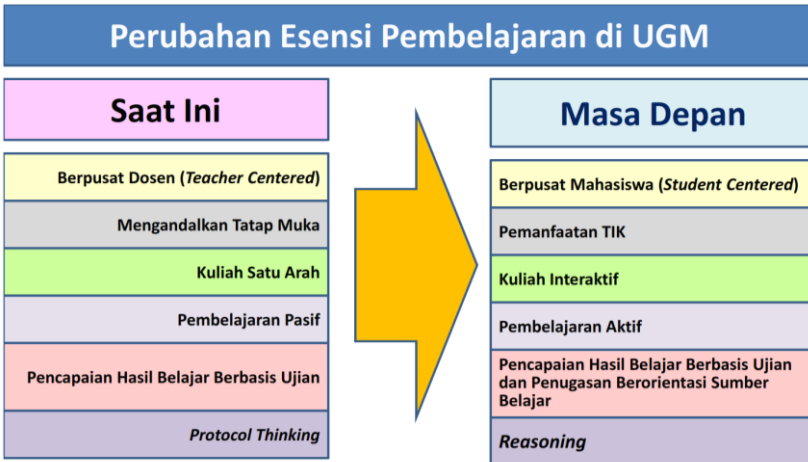 Perubahan Esensi Pembelajaran di UGM
Saat Ini
Berpusat Dosen (Teacher Centered)
Mengandalkan Tatap Muka
Kuliah Satu Arah
Pembelajaran Pasif
Pencapaian Hasil Belajar Berbasis Ujian
Protocol Thinking
Masa Depan
Berpusat Mahasiswa (Student Centered)
Pemanfaatan TIK
Kuliah Interaktif
Pembelajaran Aktif
Pencapaian Hasil Belajar Berbasis Ujian
dan Penugasan Berorientasi Sumber
Belajar
Reasoning